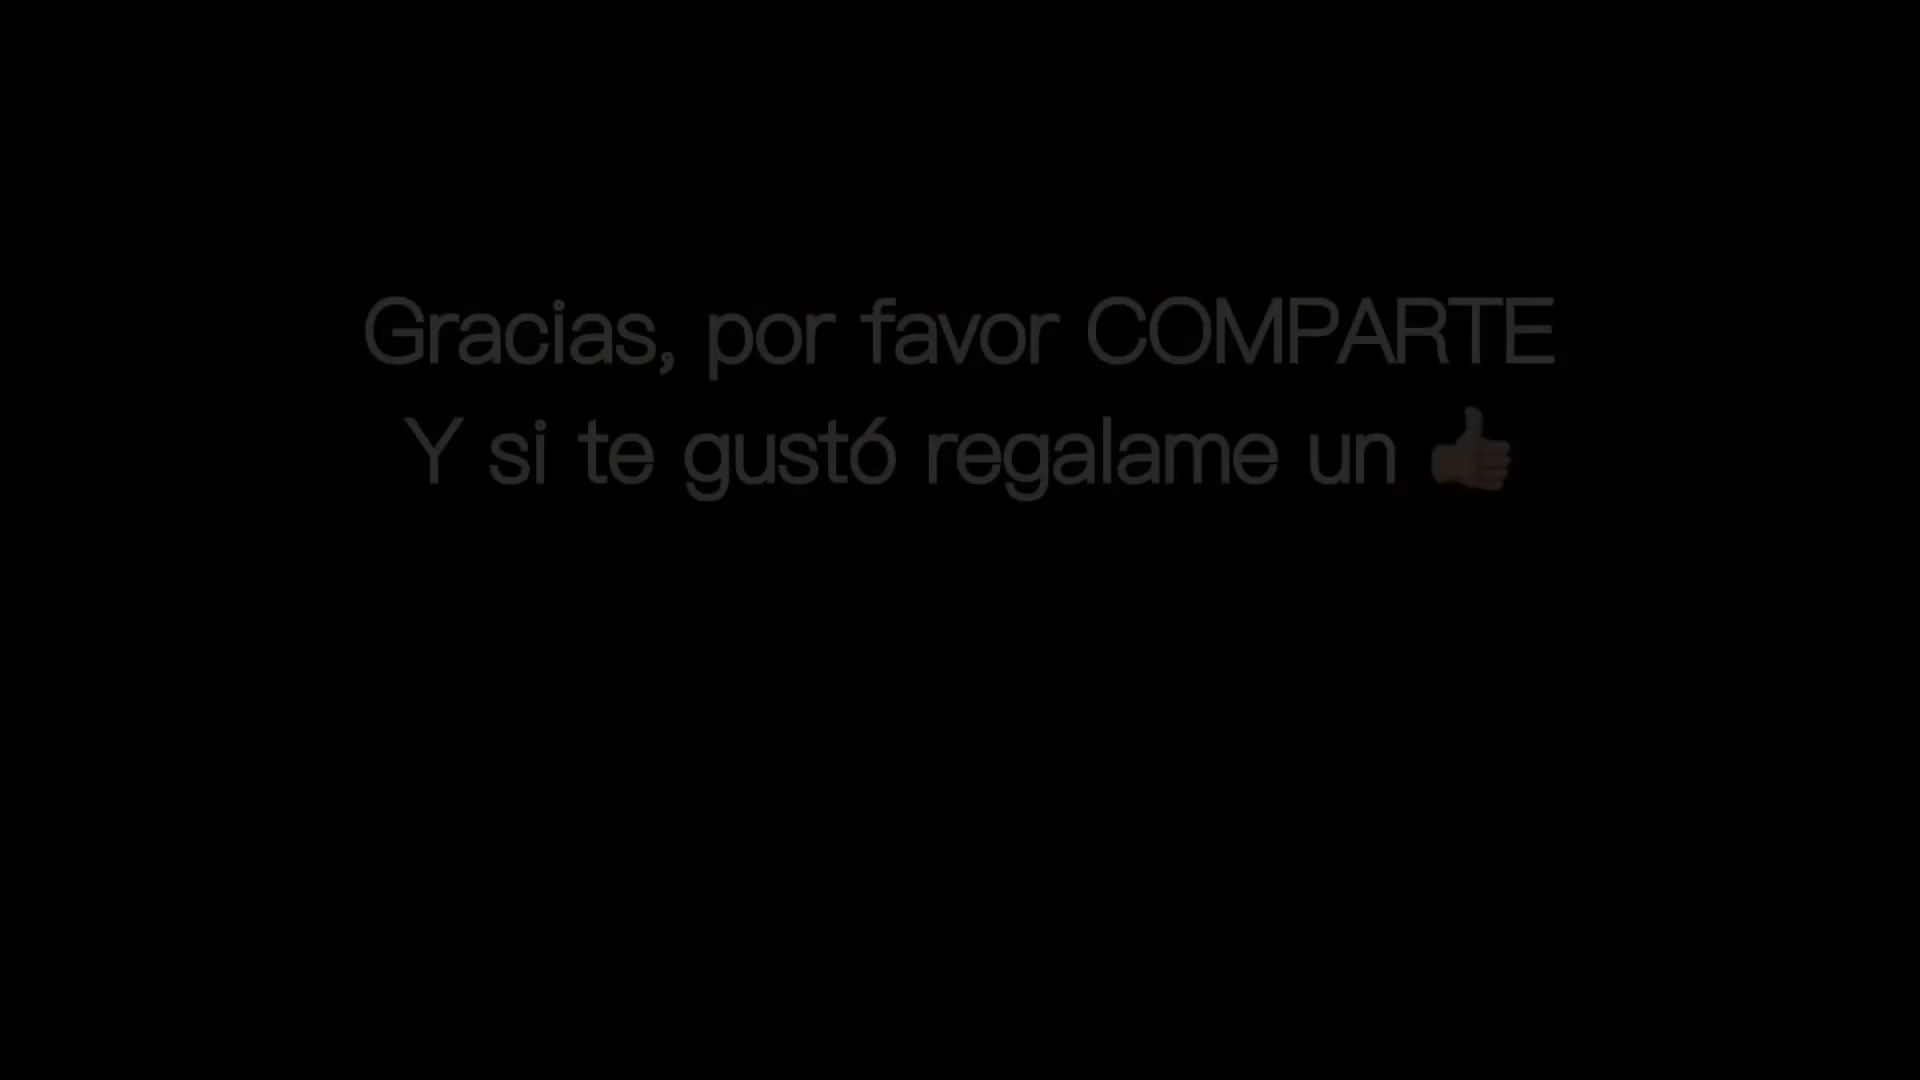 Gracias, por favor COMPARTE
Y si te gustó regalame un 👍